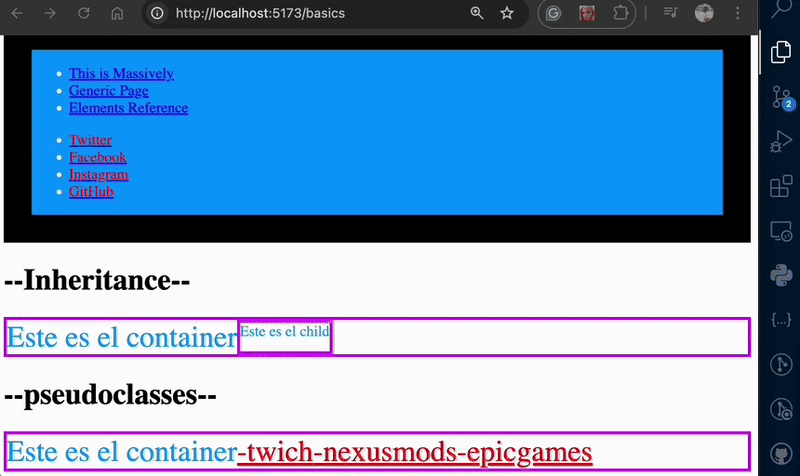 http://localhost:5173/basics
This is Massively
Generic Page
Elements Reference
Twitter
Facebook
Instagram
GitHub
--Inheritance--
Este es el container Este es el child
--pseudoclasses--
Este es el container-twich-nexusmods-epicgames
2